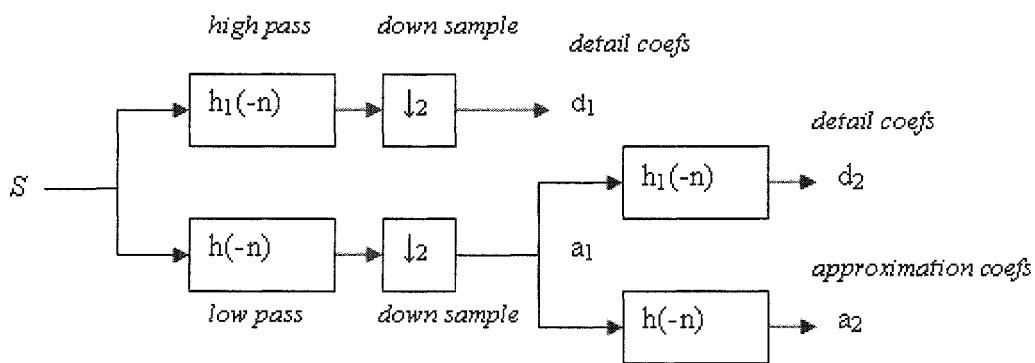 high pass
down sample
detail coefs
h1(-n)
↓2
d1
detail coefs
h1(-n)
d2
S
h(-n)
↓2
a1
approximation coefs
low pass
down sample
h(-n)
a2